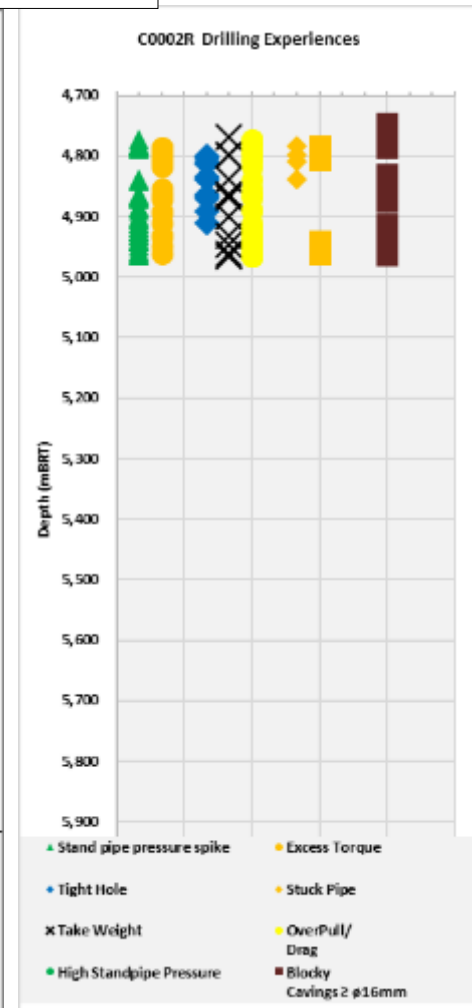 C0002R Drilling Experiences
4,700
4,800
4,900
5,000
5,100
5,200
5,300
5,400
5,500
5,600
5,700
5,800
5,900
Depth (mBRT)
Stand pipe pressure spike
Excess Torque
Tight Hole
Stuck Pipe
Take Weight
OverPull/
Drag
High Standpipe Pressure
Blocky
Cavings ≥ ø16mm